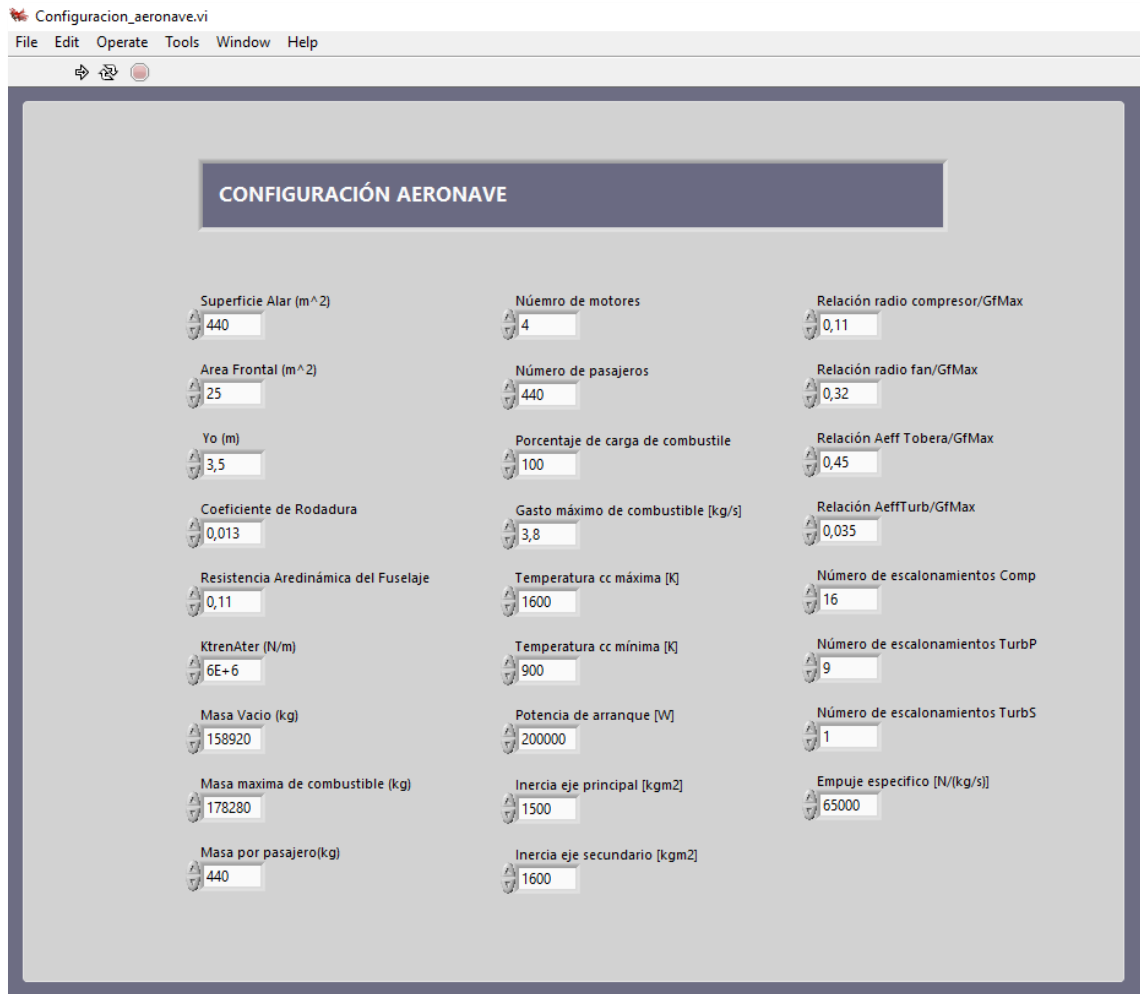 Configuracion_aeronave.vi
File Edit Operate Tools Window Help
CONFIGURACIÓN AERONAVE
Superficie Alar (m^2)
440
Area Frontal (m^2)
25
Yo (m)
3,5
Coeficiente de Rodadura
0,013
Resistencia Aredinámica del Fuselaje
0,11
KtrenAter (N/m)
6E+6
Masa Vacio (kg)
158920
Masa maxima de combustible (kg)
178280
Masa por pasajero(kg)
440
Núemro de motores
4
Número de pasajeros
440
Porcentaje de carga de combustile
100
Gasto máximo de combustible [kg/s]
3,8
Temperatura cc máxima [K]
1600
Temperatura cc mínima [K]
900
Potencia de arranque [W]
200000
Inercia eje principal [kgm2]
1500
Inercia eje secundario [kgm2]
1600
Relación radio compresor/GfMax
0,11
Relación radio fan/GfMax
0,32
Relación Aeff Tobera/GfMax
0,45
Relación AeffTurb/GfMax
0,035
Número de escalonamientos Comp
16
Número de escalonamientos TurbP
9
Número de escalonamientos TurbS
1
Empuje especifico [N/(kg/s)]
65000